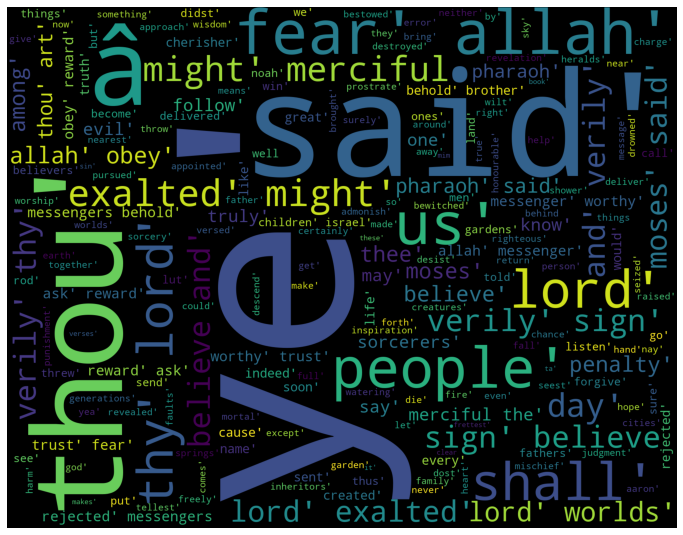 things'
didst'
we'
something'
bestowed'
wisdom'
by'
sky'
fear' allah'
approach'
they'
error'
neither'
charge'
give'
now'
but'
cherisher'
destroyed'
bring'
â
among'
thou' art'
obey' reward'
truth'
might' merciful
noah'
win'
prostrate'
pharaoh'
revelation'
heralds'
near'
means'
behold' brother'
book'
become'
follow'
thou'
wilt'
right'
evil'
delivered'
great'
brought'
surely'
ones'
around'
land'
help'
message'
drowned'
verily'
call'
moses' said'
nearest'
throw'
said'
one'
away'
true'
mim'
honourable'
allah' obey'
believers'
'sin'
pursued'
appointed'
well
exalted' might'
like'
pharaoh' said'
shower'
deliver'
worship'
father'
so'
men'
messenger'
worthy'
bewitched'
messengers behold'
admonish'
behind
things
worlds'
versed'
children' israel'
made'
gardens'
know'
would'
and'
truly'
certainly'
these'
us'
allah' messenger'
righteous'
earth'
sorcery'
together'
lut'
get'
thee'
desist'
return'
person'
seized'
rod'
could'
make'
may'
moses'
told'
raised'
lord'
ask' reward'
descend'
life'
believe'
creatures'
verily' thy'
thy' lord'
believe' and'
forth'
inspiration'
verily' sign'
punishment'
verses'
threw'
worthy' trust'
sorcerers'
chance'
go'
fail'
listen'
hand'
nay'
reward' ask'
indeed'
soon'
people'
fire'
even'
penalty'
send'
watering'
seest'
forgive'
sure'
generations'
mortal'
full'
die'
say'
day'
hope'
yea'
revealed'
faults'
merciful' the'
cities'
trust' fear'
cause'
except'
let'
frettest'
sign' believe'
name'
clear'
rejected'
see'
god'
springs'
garden'
every'
fathers'
judgment'
harm'
comes'
sent'
dost'
mischief'
inheritors'
family'
heart'
aaron'
put'
freely'
thus'
created'
never'
shall'
makes'
tellest'
rejected' messengers
ye'
lord' exalted'
lord' worlds'